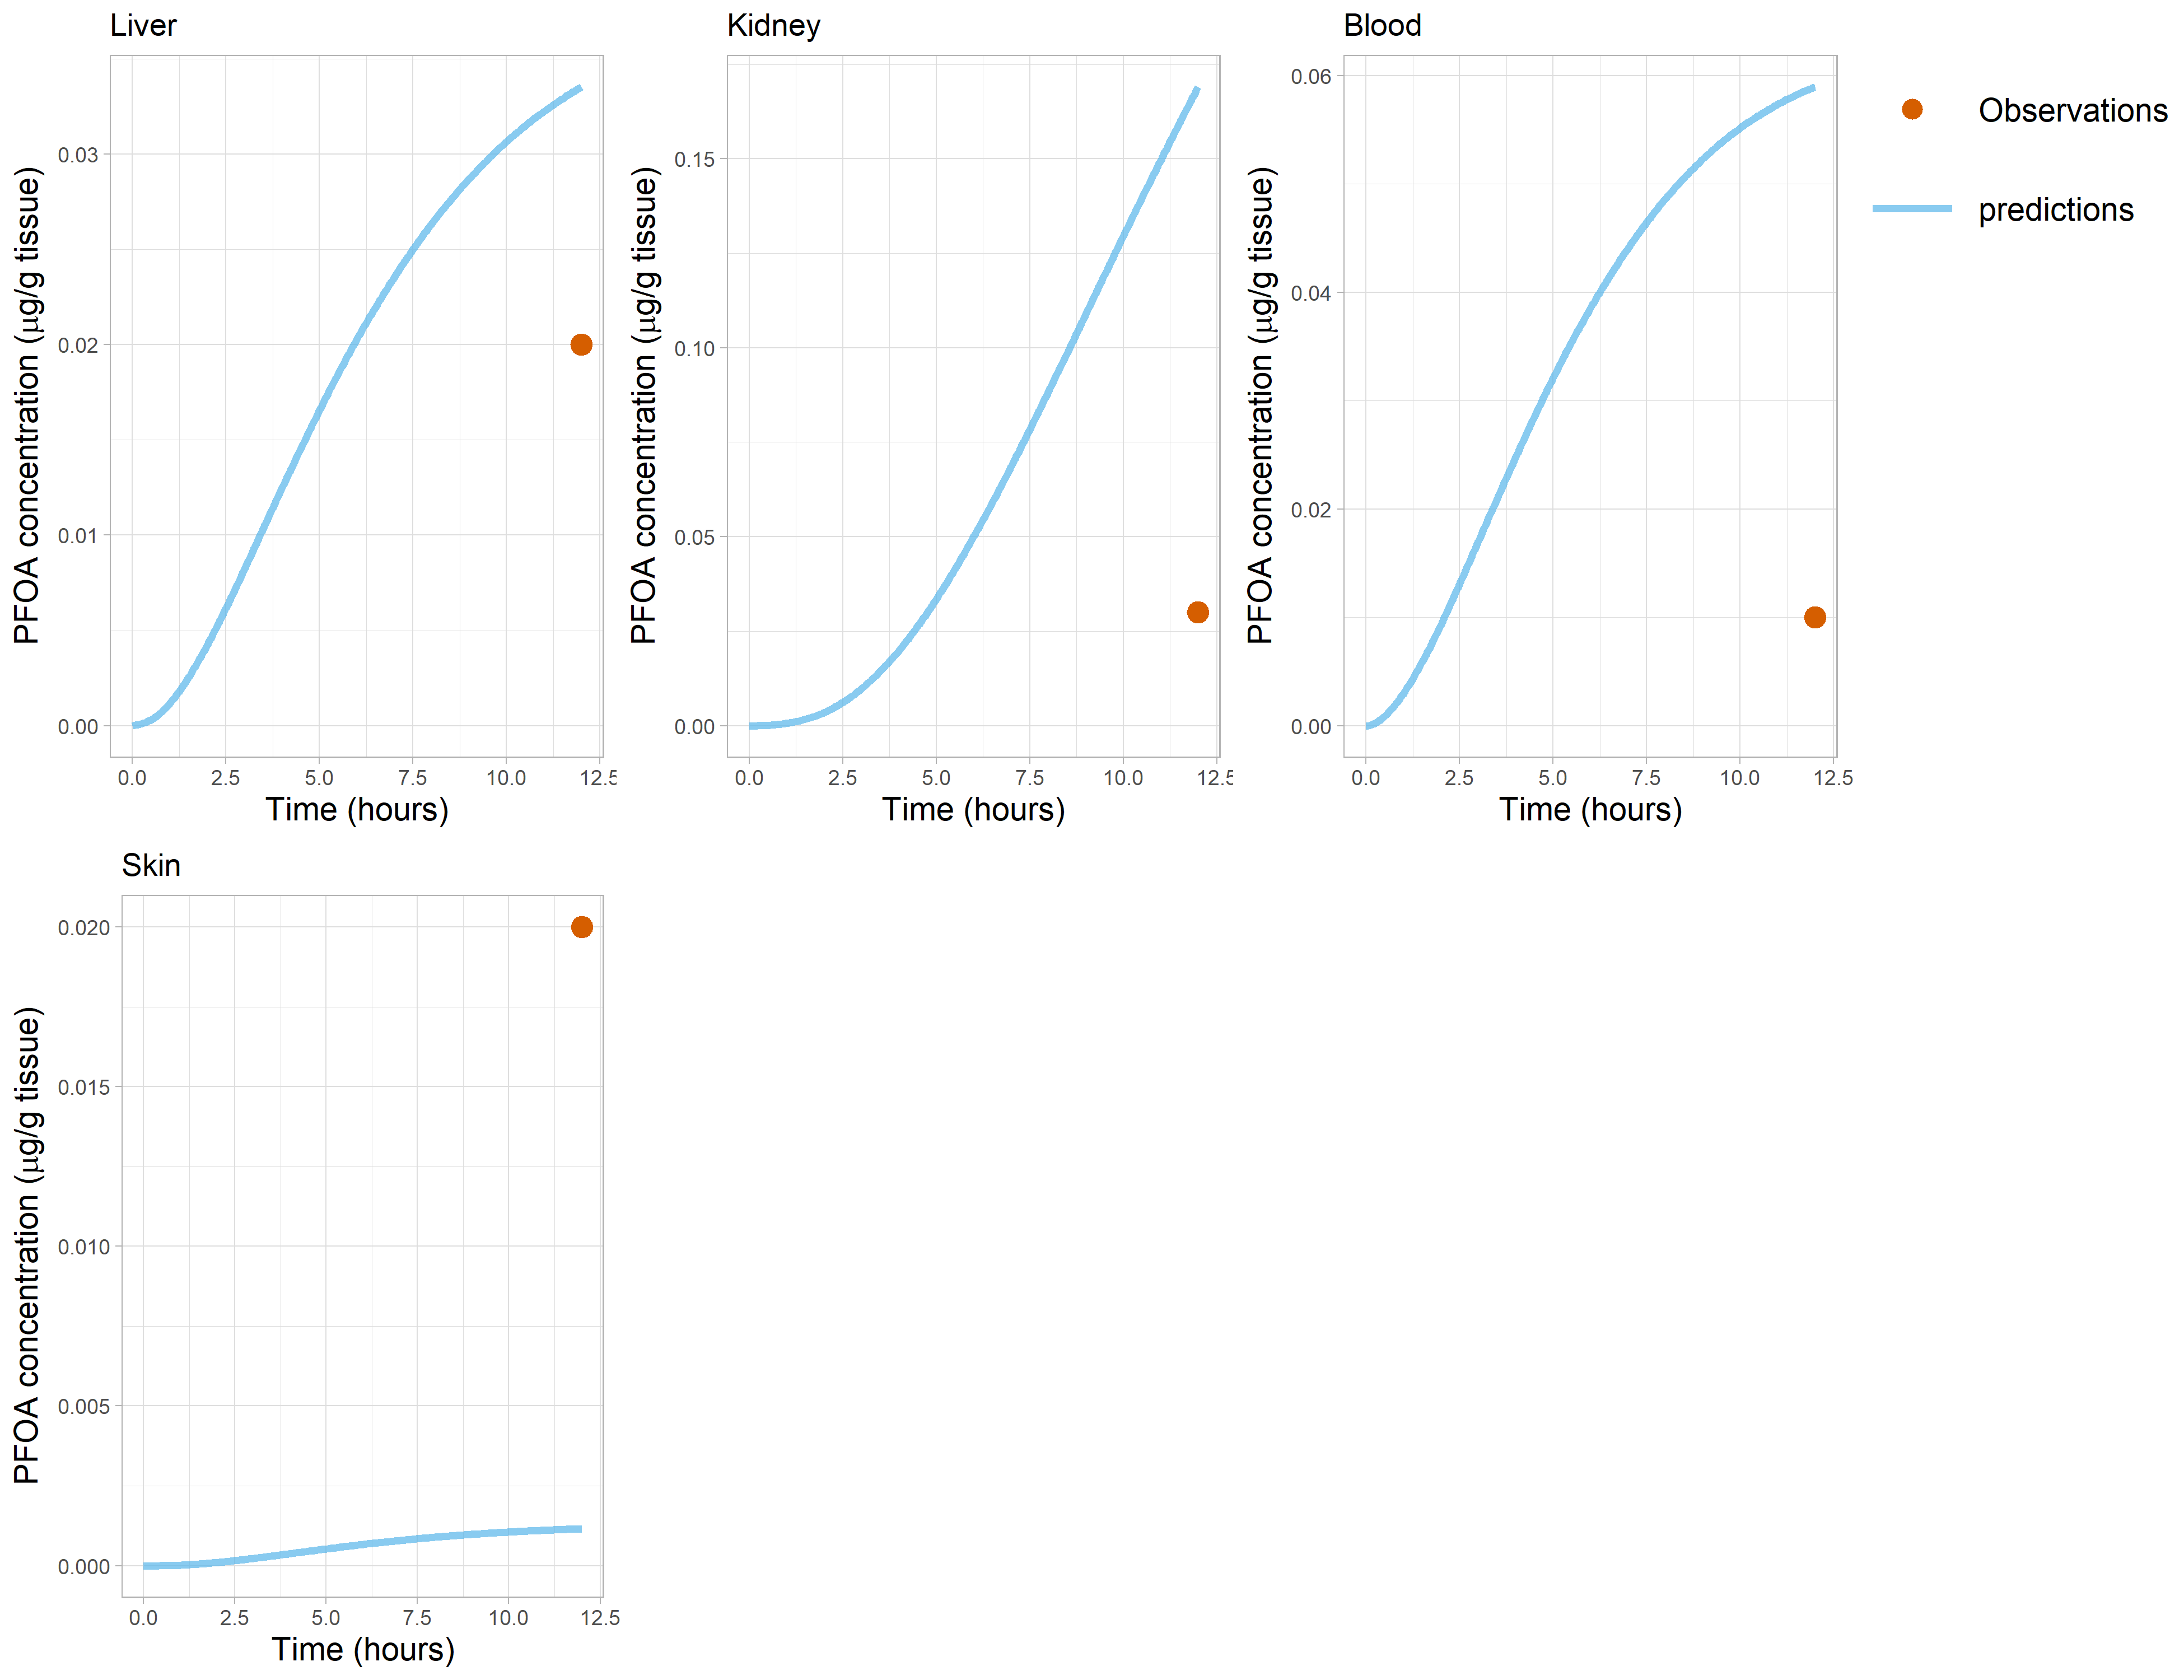 Liver
PFOA concentration (μg/g tissue)
0.03
0.02
0.01
0.00
0.0 2.5 5.0 7.5 10.0 12.5
Time (hours)
Kidney
PFOA concentration (μg/g tissue)
0.15
0.10
0.05
0.00
0.0 2.5 5.0 7.5 10.0 12.5
Time (hours)
Blood
PFOA concentration (μg/g tissue)
0.06
0.04
0.02
0.00
0.0 2.5 5.0 7.5 10.0 12.5
Time (hours)
Observations
predictions
Skin
PFOA concentration (μg/g tissue)
0.020
0.015
0.010
0.005
0.000
0.0 2.5 5.0 7.5 10.0 12.5
Time (hours)